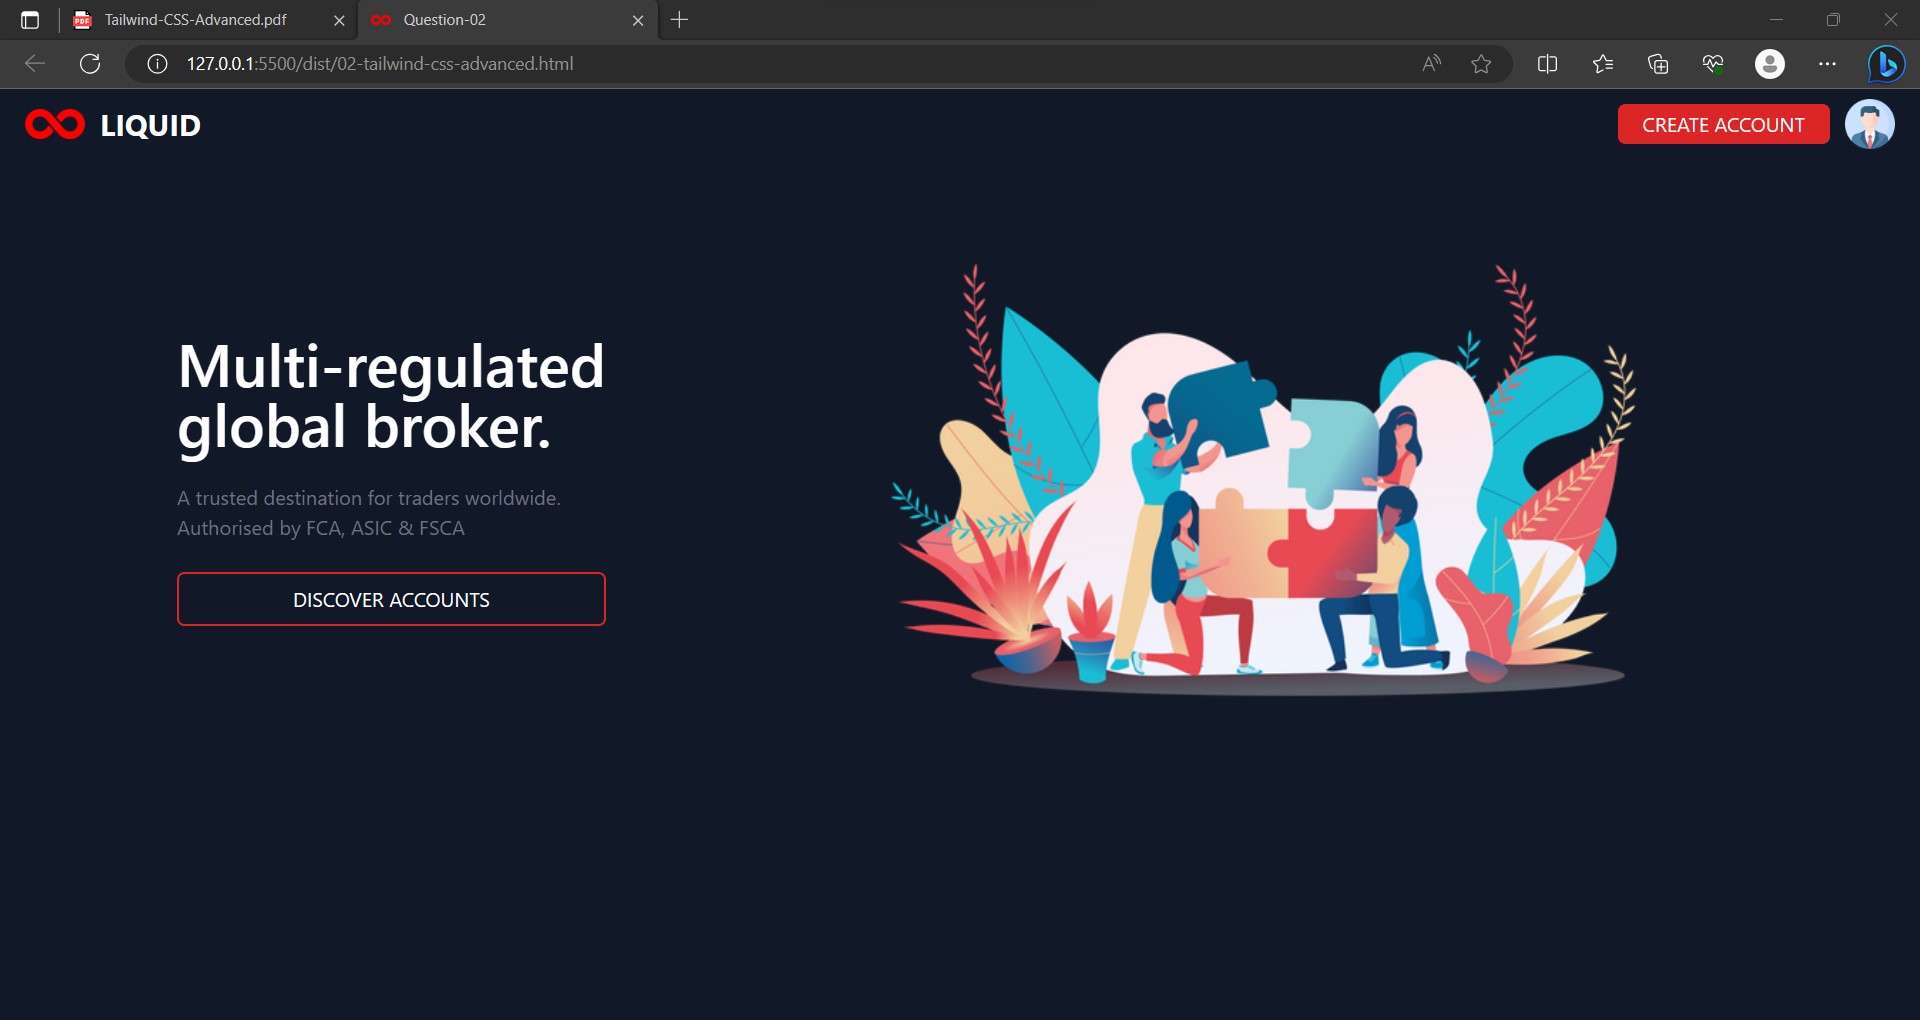 Tailwind-CSS-Advanced.pdf
Question-02
127.0.0.1:5500/dist/02-tailwind-css-advanced.html
LIQUID
CREATE ACCOUNT
Multi-regulated
global broker.
A trusted destination for traders worldwide.
Authorised by FCA, ASIC & FSCA
DISCOVER ACCOUNTS